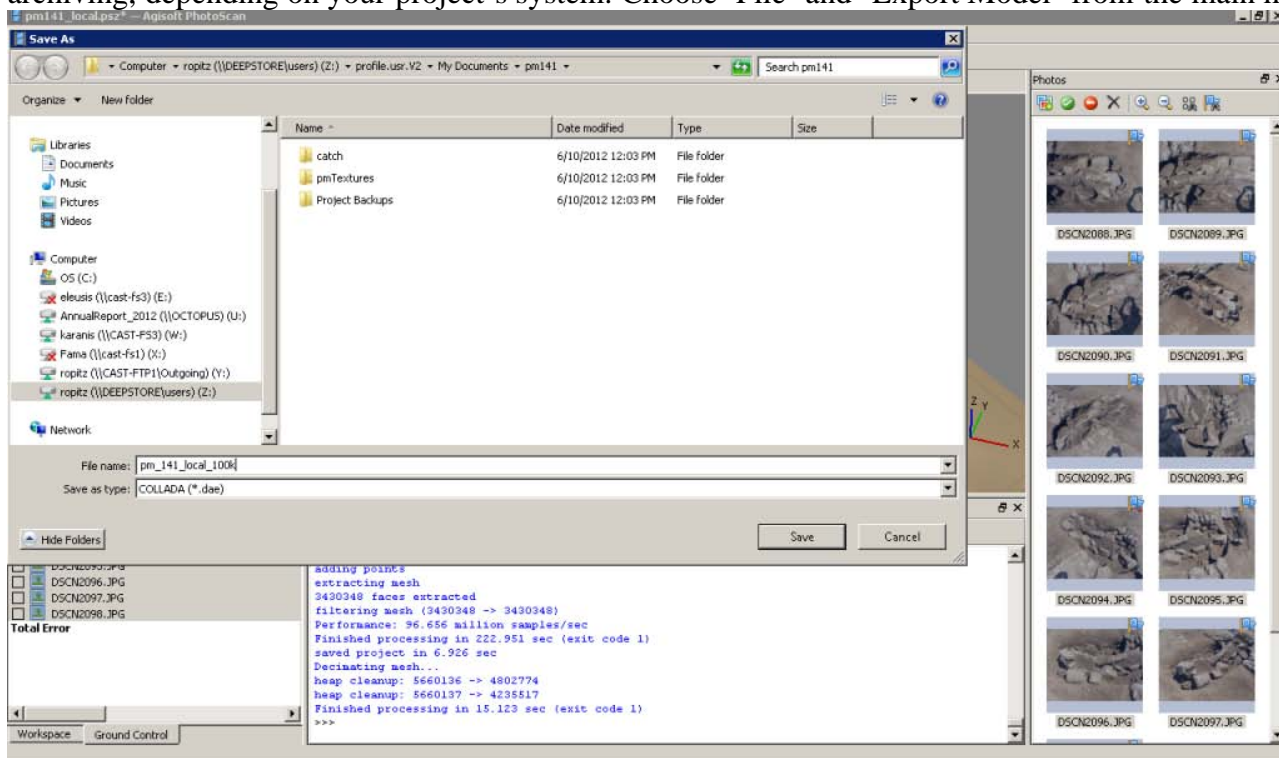 archiving, depending on your project's system. Choose 'File' and 'Export Model' from the main
pm141_local.psz* — Agisoft PhotoScan
Save As
Computer ▸ ropitz (\\DEEPSTORE\users) (Z:) ▸ profile.usr.V2 ▸ My Documents ▸ pm141 ▸
Search pm141
Organize
New folder
Libraries
Documents
Music
Pictures
Videos
Computer
OS (C:)
eleusis (\\cast-fs3) (E:)
AnnualReport_2012 (\\OCTOPUS) (U:)
karanis (\\CAST-FS3) (W:)
Fama (\\cast-fs1) (X:)
ropitz (\\CAST-FTP1\Outgoing) (Y:)
ropitz (\\DEEPSTORE\users) (Z:)
Network
Name Date modified Type Size
catch 6/10/2012 12:03 PM File folder
pmTextures 6/10/2012 12:03 PM File folder
Project Backups 6/10/2012 12:03 PM File folder
File name: pm_141_local_100k
Save as type: COLLADA (*.dae)
Hide Folders
Save Cancel
Z Y
X
Photos
DSCN2088.JPG DSCN2089.JPG
DSCN2090.JPG DSCN2091.JPG
DSCN2092.JPG DSCN2093.JPG
DSCN2094.JPG DSCN2095.JPG
DSCN2096.JPG DSCN2097.JPG
DSCN2095.JPG
DSCN2096.JPG
DSCN2097.JPG
DSCN2098.JPG
Total Error
Workspace Ground Control
adding points
extracting mesh
3430348 faces extracted
filtering mesh (3430348 -> 3430348)
Performance: 96.656 million samples/sec
Finished processing in 222.951 sec (exit code 1)
saved project in 6.926 sec
Decimating mesh...
heap cleanup: 5660136 -> 4802774
heap cleanup: 5660137 -> 4235517
Finished processing in 15.123 sec (exit code 1)
>>>